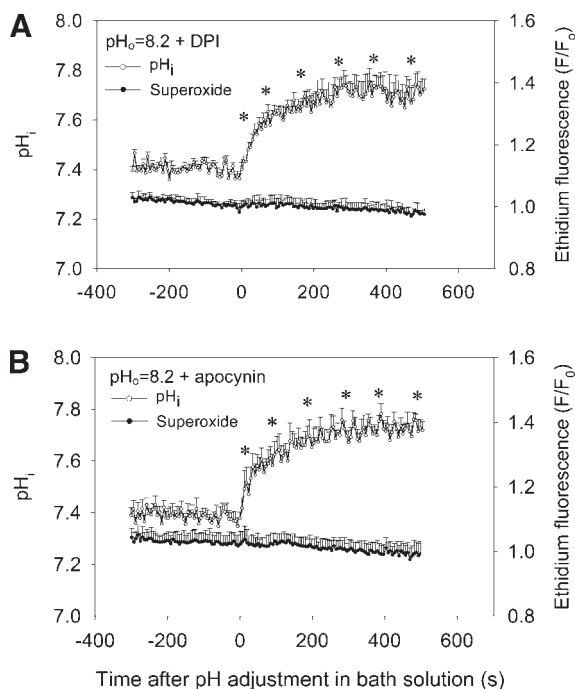 A
pHo=8.2 + DPI
pHi
Superoxide
* * * * * *
8.0
7.8
7.6
7.4
7.2
7.0
pHi
1.6
1.4
1.2
1.0
0.8
Ethidium fluorescence (F/Fo)
-400 -200 0 200 400 600
B
pHo=8.2 + apocynin
pHi
Superoxide
* * * * * *
8.0
7.8
7.6
7.4
7.2
7.0
pHi
1.6
1.4
1.2
1.0
0.8
Ethidium fluorescence (F/F0)
-400 -200 0 200 400 600
Time after pH adjustment in bath solution (s)